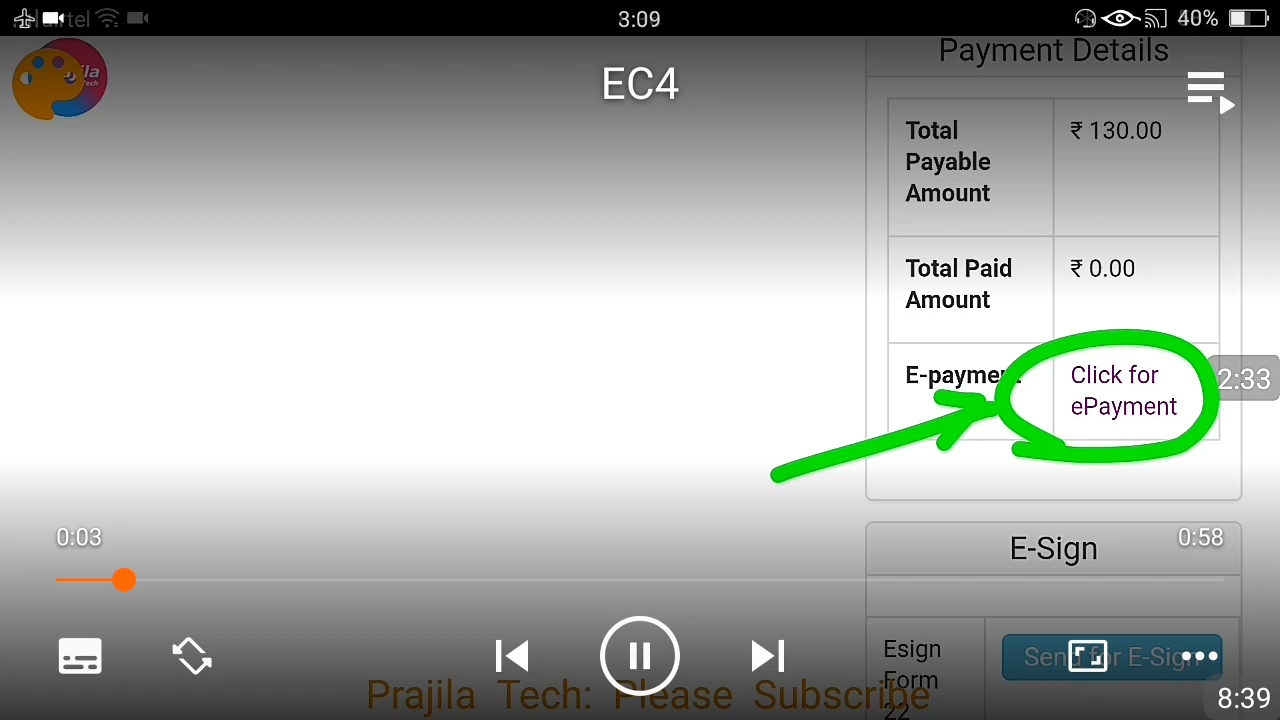 airtel
3:09
40%
Payment Details
EC4
Total Payable Amount
₹ 130.00
Total Paid Amount
₹ 0.00
E-payment
Click for ePayment
2:33
0:03
0:58
E-Sign
Esign Form 22
Send for E-Sign
Prajila Tech: Please Subscribe
8:39